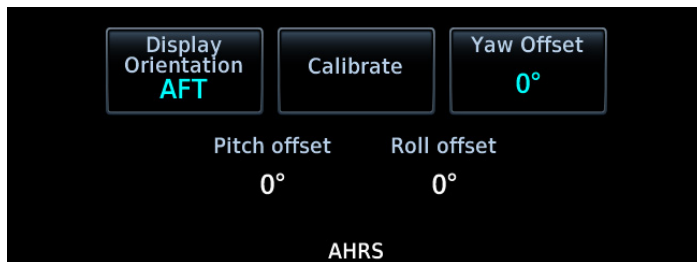 Display
Orientation
AFT
Calibrate
Yaw Offset
0°
Pitch offset
Roll offset
0°
0°
AHRS